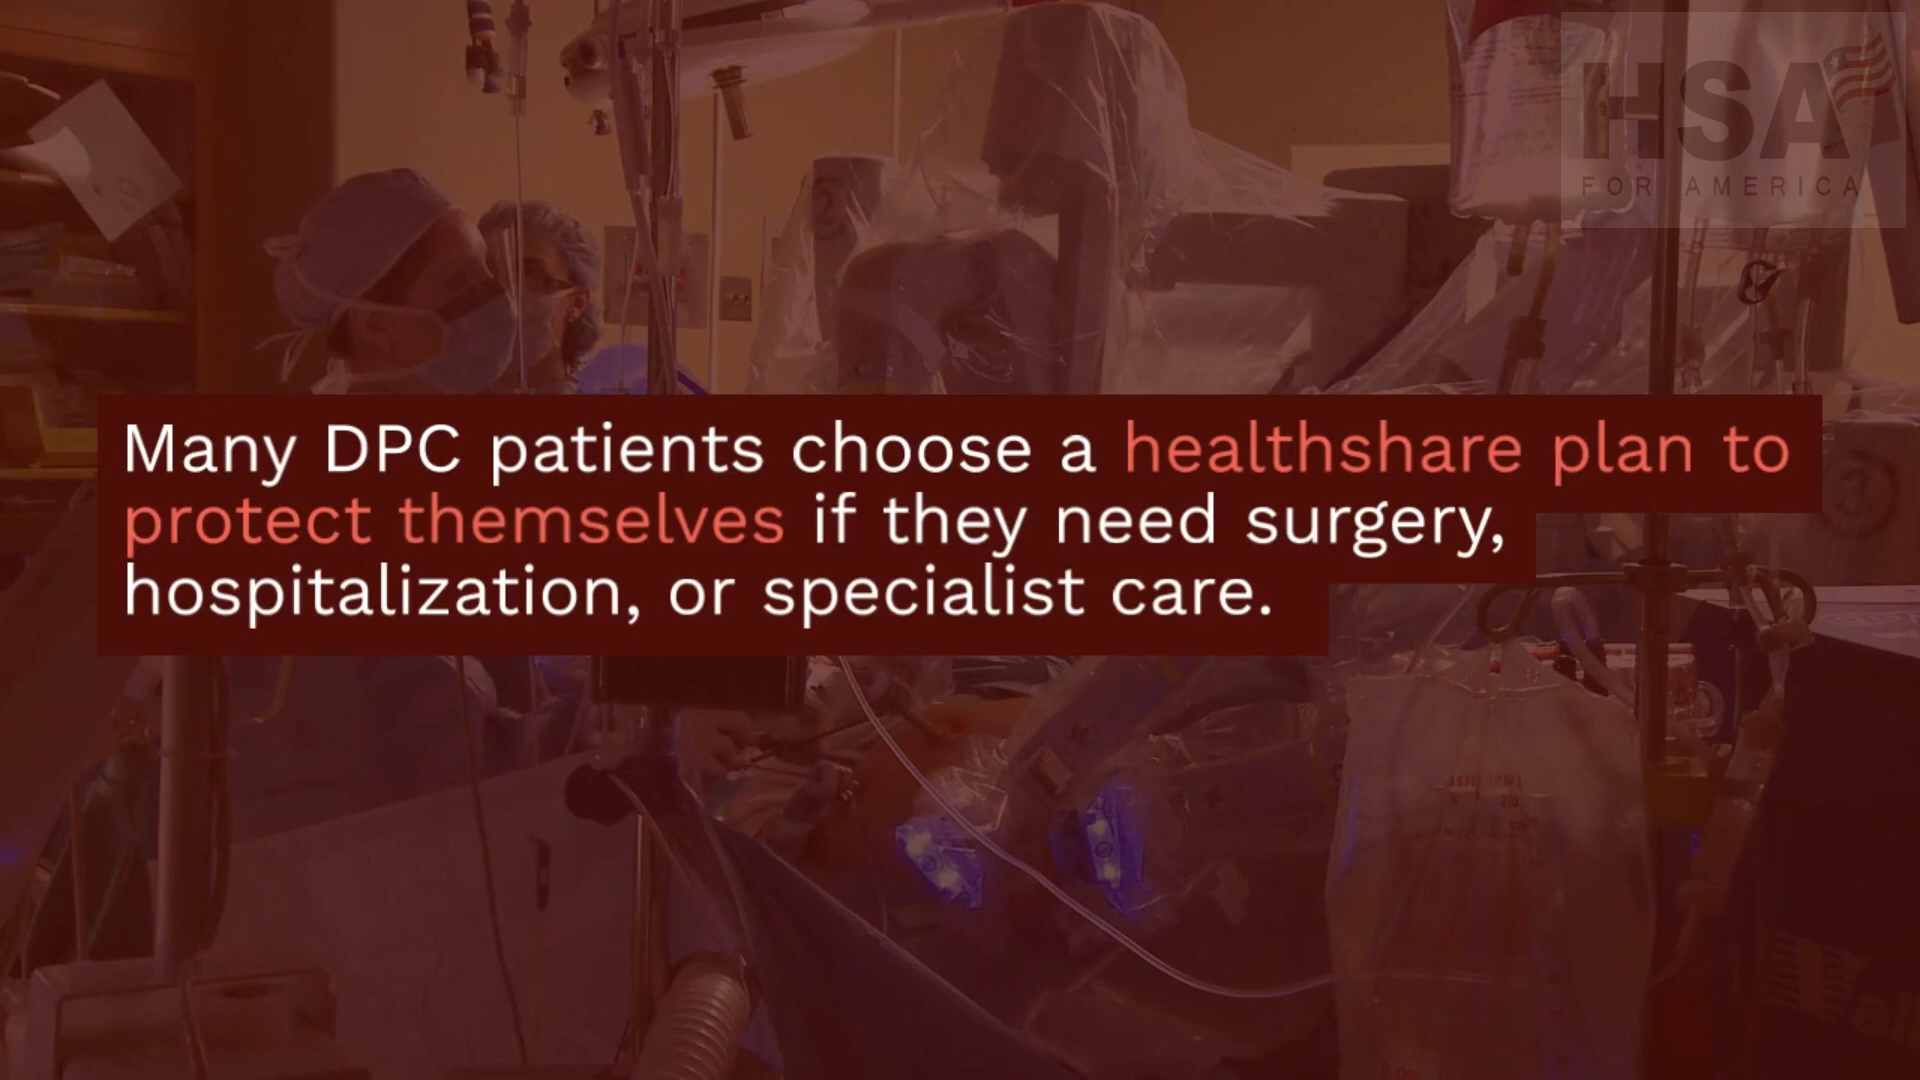 HSA
FOR AMERICA
Many DPC patients choose a healthshare plan to
protect themselves if they need surgery,
hospitalization, or specialist care.